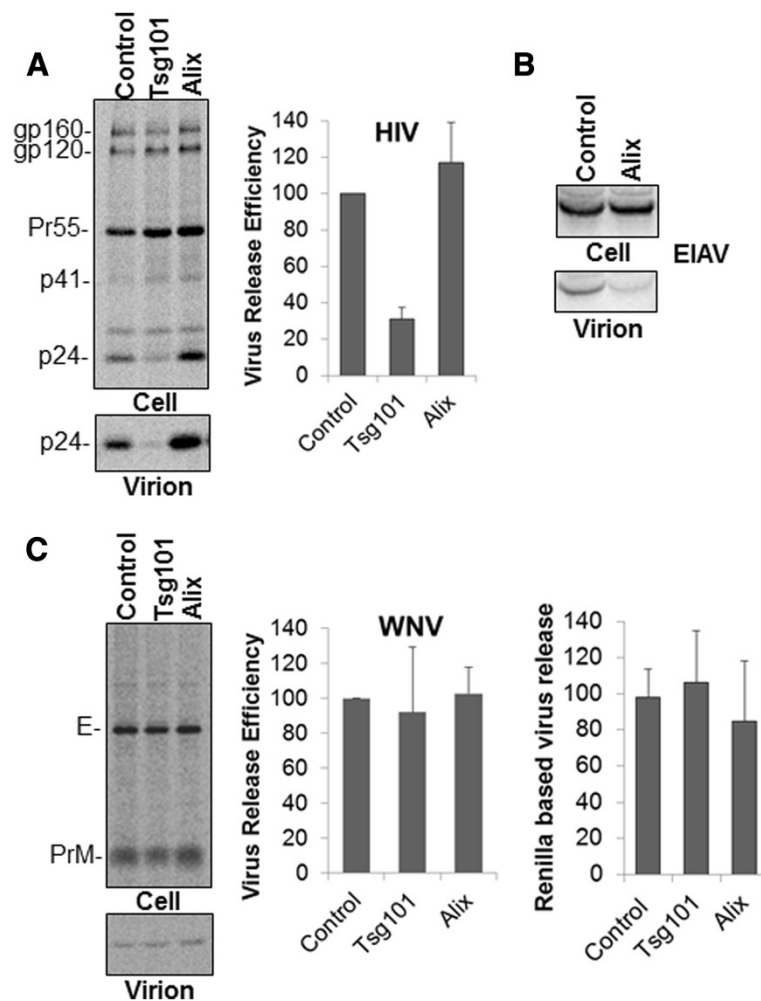 A
Control
Tsg101
Alix
gp160-
gp120-
Pr55-
p41-
p24-
Cell
p24-
Virion
Virus Release Efficiency
140
120
100
80
60
40
20
0
HIV
Control
Tsg101
Alix
B
Control
Alix
Cell
EIAV
Virion
C
Control
Tsg101
Alix
E-
PrM-
Cell
Virion
Virus Release Efficiency
140
120
100
80
60
40
20
0
WNV
Control
Tsg101
Alix
Renilla based virus release
140
120
100
80
60
40
20
0
Control
Tsg101
Alix